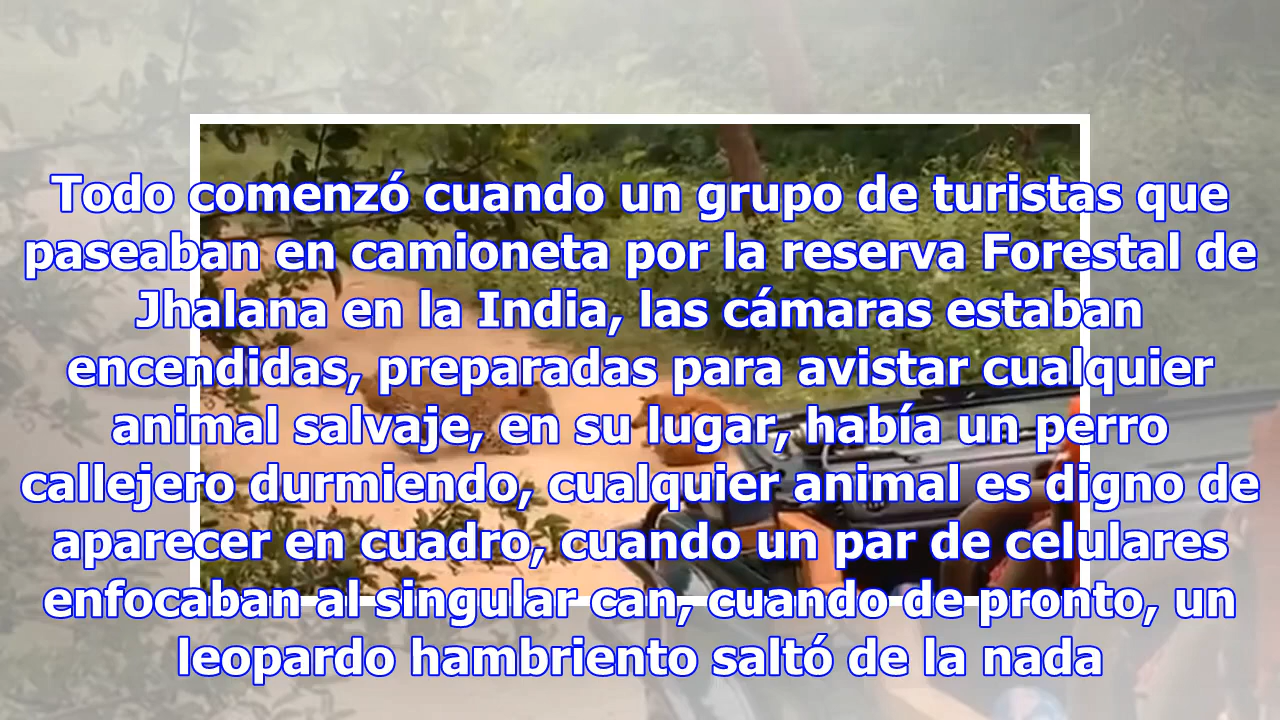 Todo comenzó cuando un grupo de turistas que
paseaban en camioneta por la reserva Forestal de
Jhalana en la India, las cámaras estaban
encendidas, preparadas para avistar cualquier
animal salvaje, en su lugar, había un perro
callejero durmiendo, cualquier animal es digno de
aparecer en cuadro, cuando un par de celulares
enfocaban al singular can, cuando de pronto, un
leopardo hambriento saltó de la nada